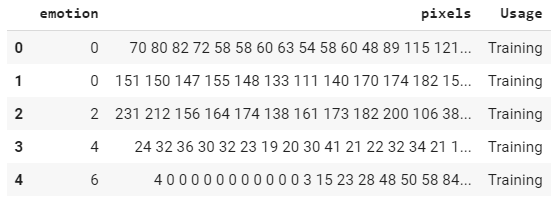 emotion pixels Usage
0 0 70 80 82 72 58 58 60 63 54 58 60 48 89 115 121... Training
1 0 151 150 147 155 148 133 111 140 170 174 182 15... Training
2 2 231 212 156 164 174 138 161 173 182 200 106 38... Training
3 4 24 32 36 30 32 23 19 20 30 41 21 22 32 34 21 1... Training
4 6 4 0 0 0 0 0 0 0 0 0 0 0 3 15 23 28 48 50 58 84... Training